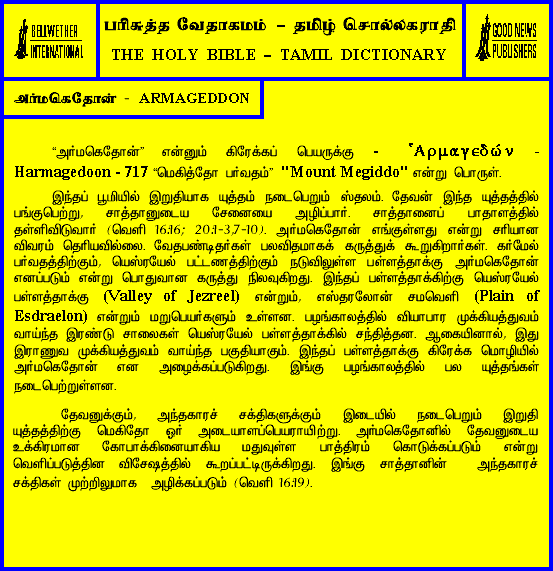 BELLWETHER INTERNATIONAL
பரிசுத்த வேதாகமம் – தமிழ் சொல்லகராதி
THE HOLY BIBLE – TAMIL DICTIONARY
GOOD NEWS PUBLISHERS
அர்மகெதோன் - ARMAGEDDON
“அர்மகெதோன்” என்னும் கிரேக்கப் பெயருக்கு - Ἁρμαγεδών -
Harmagedoon - 717 “மெகித்தோ பர்வதம்” "Mount Megiddo" என்று பொருள்.
இந்தப் பூமியில் இறுதியாக யுத்தம் நடைபெறும் ஸ்தலம். தேவன் இந்த யுத்தத்தில்
பங்குபெற்று, சாத்தானுடைய சேனையை அழிப்பார். சாத்தானைப் பாதாளத்தில்
தள்ளிவிடுவார் (வெளி 16:16; 20:1-3,7-10). அர்மகெதோன் எங்குள்ளது என்று சரியான
விவரம் தெரியவில்லை. வேதபண்டிதர்கள் பலவிதமாகக் கருத்துக் கூறுகிறார்கள். கர்மேல்
பர்வதத்திற்கும், யெஸ்ரயேல் பட்டணத்திற்கும் நடுவிலுள்ள பள்ளத்தாக்கு அர்மகெதோன்
எனப்படும் என்று பொதுவான கருத்து நிலவுகிறது. இந்தப் பள்ளத்தாக்கிற்கு யெஸ்ரயேல்
பள்ளத்தாக்கு (Valley of Jezreel) என்றும், எஸ்தரலோன் சமவெளி (Plain of
Esdraelon) என்றும் மறுபெயர்களும் உள்ளன. பழங்காலத்தில் வியாபார முக்கியத்துவம்
வாய்ந்த இரண்டு சாலைகள் யெஸ்ரயேல் பள்ளத்தாக்கில் சந்தித்தன. ஆகையினால், இது
இராணுவ முக்கியத்துவம் வாய்ந்த பகுதியாகும். இந்தப் பள்ளத்தாக்கு கிரேக்க மொழியில்
அர்மகெதோன் என அழைக்கப்படுகிறது. இங்கு பழங்காலத்தில் பல யுத்தங்கள்
நடைபெற்றுள்ளன.
தேவனுக்கும், அந்தகாரச் சக்திகளுக்கும் இடையில் நடைபெறும் இறுதி
யுத்தத்திற்கு மெகிதோ ஓர் அடையாளப்பெயராயிற்று. அர்மகெதோனில் தேவனுடைய
உக்கிரமான கோபாக்கினையாகிய மதுவுள்ள பாத்திரம் கொடுக்கப்படும் என்று
வெளிப்படுத்தின விசேஷத்தில் கூறப்பட்டிருக்கிறது. இங்கு சாத்தானின் அந்தகாரச்
சக்திகள் முற்றிலுமாக அழிக்கப்படும் (வெளி 16:19).